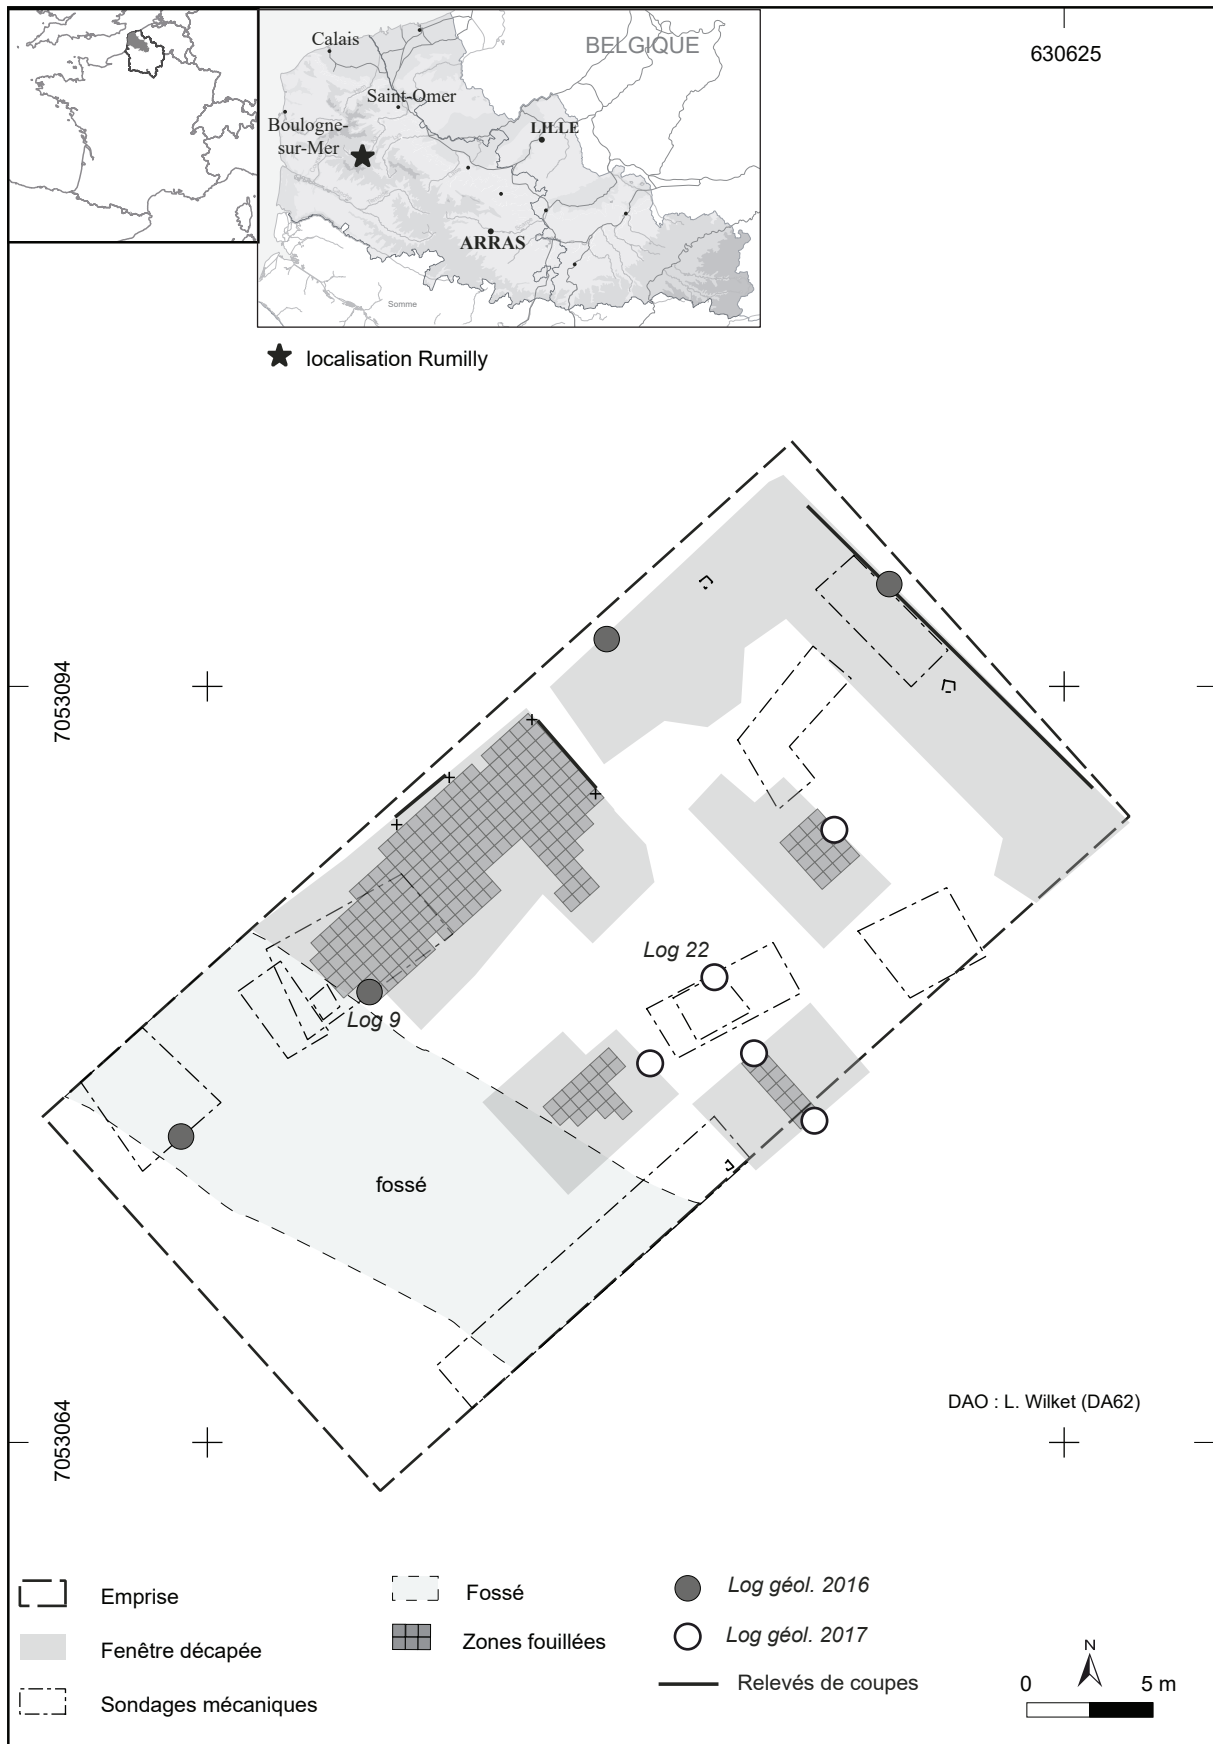 Calais
BELGIQUE
630625
Saint-Omer
Boulogne-
sur-Mer
LILLE
ARRAS
Somme
localisation Rumilly
7053094
Log 22
Log 9
fossé
DAO : L. Wilket (DA62)
7053064
Emprise
Fossé
Log géol. 2016
Fenêtre décapée
Zones fouillées
Log géol. 2017
Sondages mécaniques
Relevés de coupes
N
0 5 m